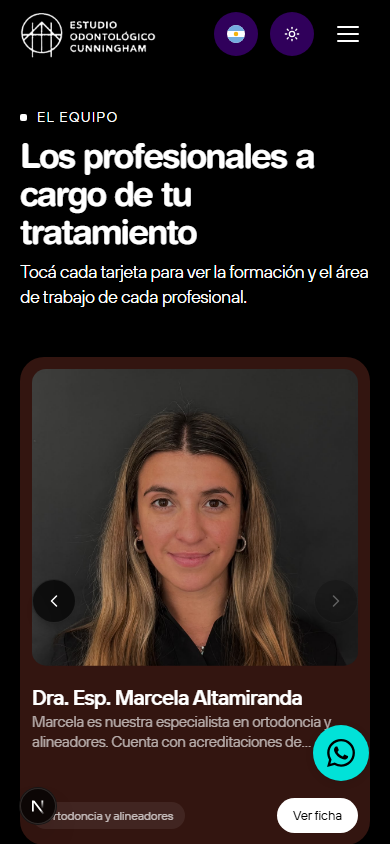 ESTUDIO
ODONTOLÓGICO
CUNNINGHAM
EL EQUIPO
Los profesionales a
cargo de tu
tratamiento
Tocá cada tarjeta para ver la formación y el área
de trabajo de cada profesional.
Dra. Esp. Marcela Altamiranda
Marcela es nuestra especialista en ortodoncia y
alineadores. Cuenta con acreditaciones de...
N
rtodoncia y alineadores
Ver ficha